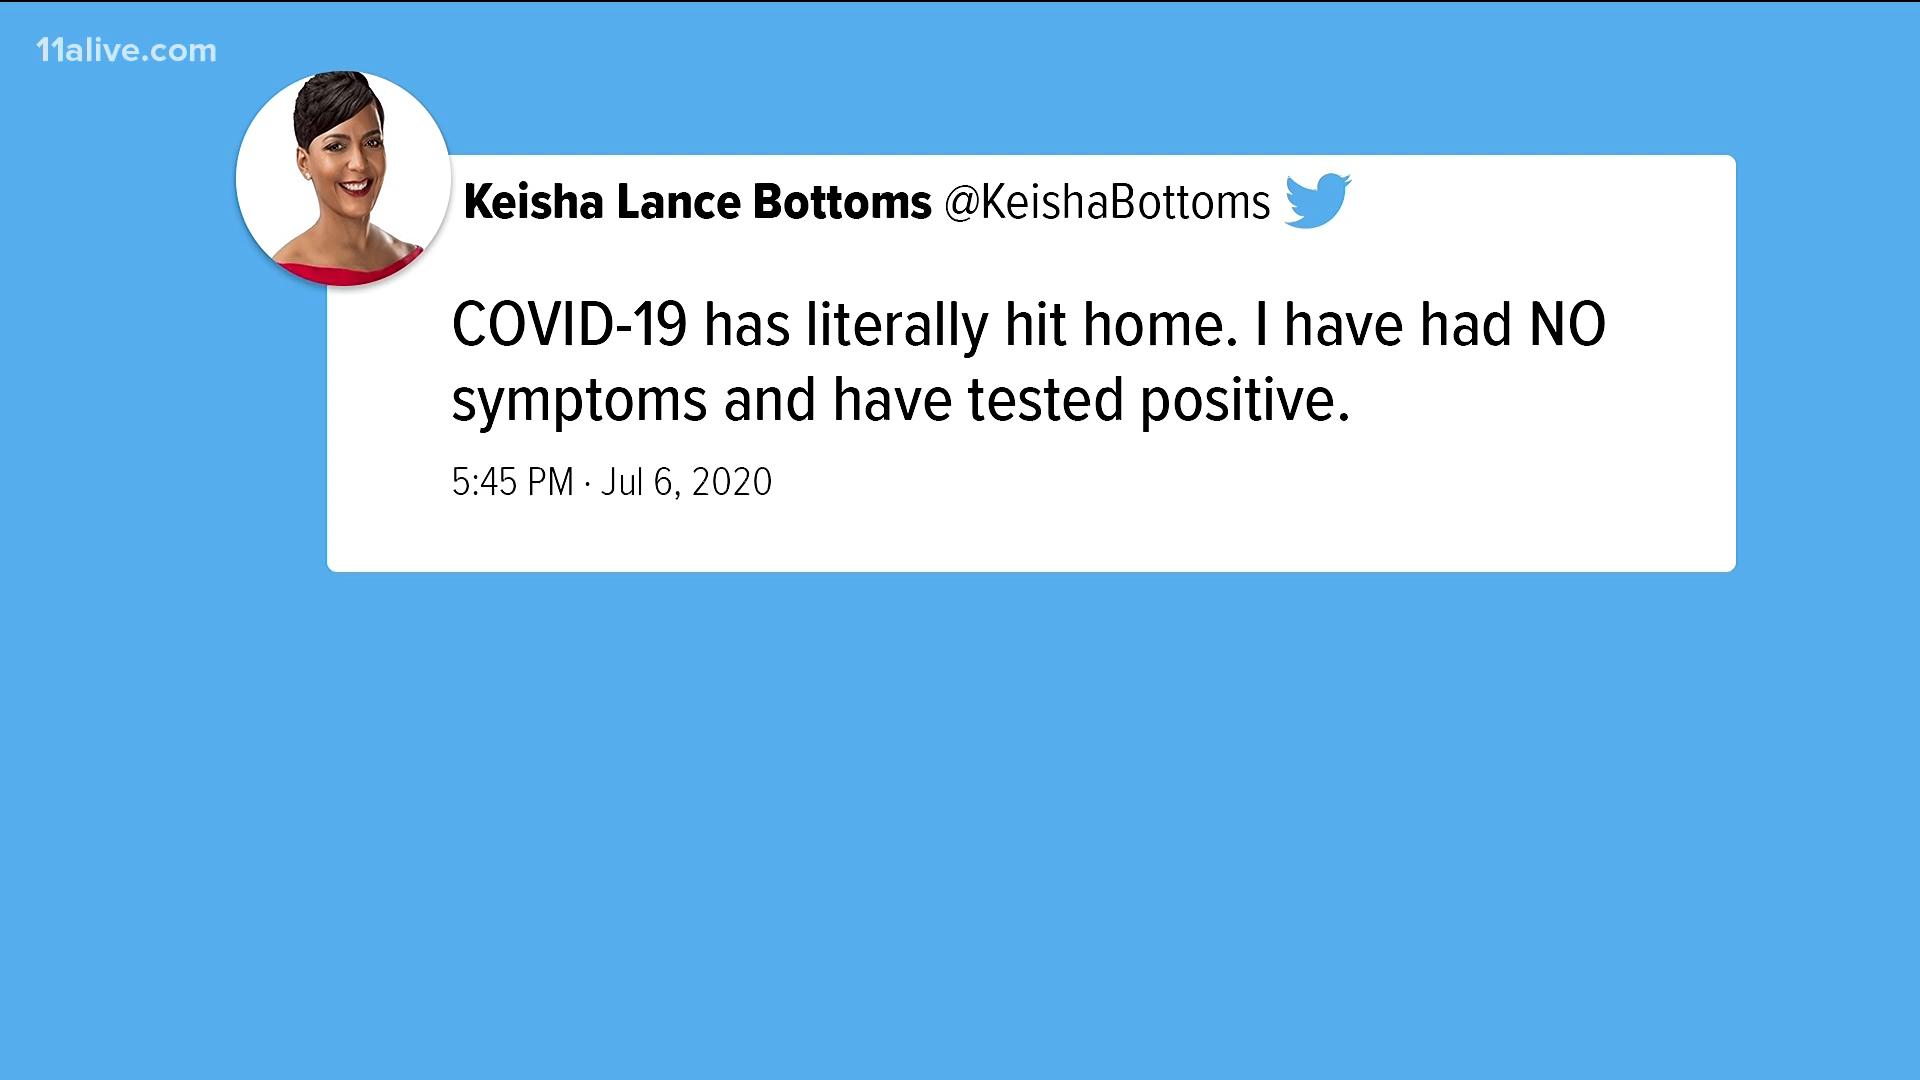 11alive.com
Keisha Lance Bottoms @KeishaBottoms
COVID-19 has literally hit home. I have had NO
symptoms and have tested positive.
5:45 PM · Jul 6, 2020